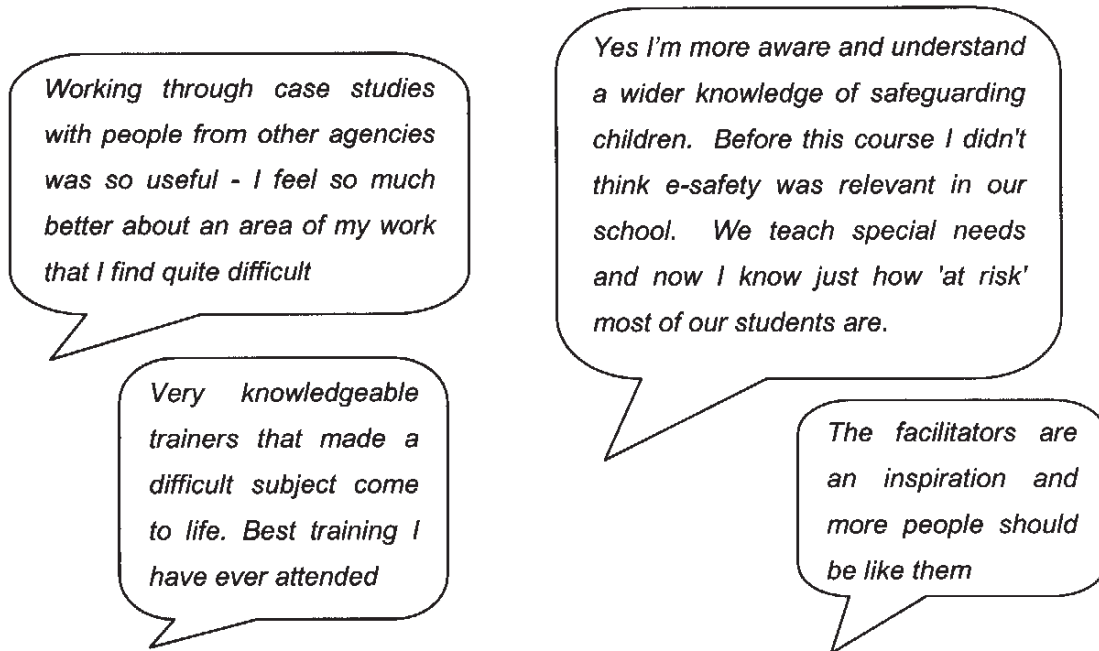 Working through case studies
with people from other agencies
was so useful - I feel so much
better about an area of my work
that I find quite difficult
Yes I'm more aware and understand
a wider knowledge of safeguarding
children. Before this course I didn't
think e-safety was relevant in our
school. We teach special needs
and now I know just how 'at risk'
most of our students are.
Very knowledgeable
trainers that made a
difficult subject come
to life. Best training I
have ever attended
The facilitators are
an inspiration and
more people should
be like them